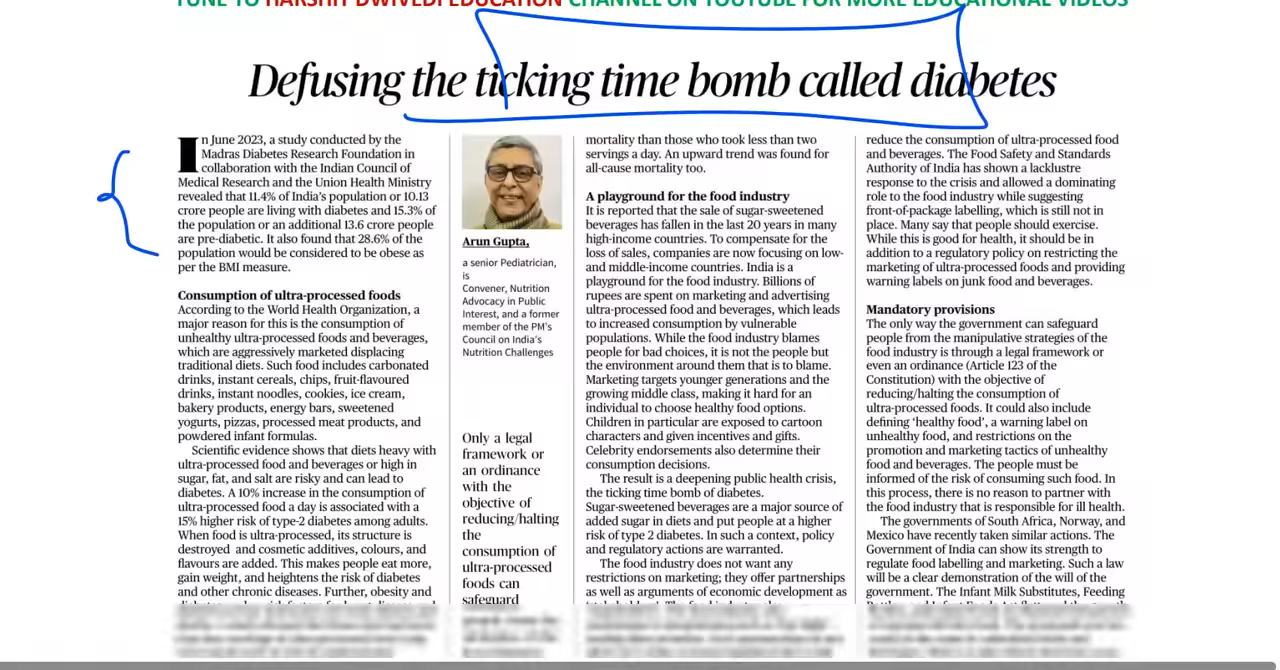 TUNE TO HARSHIT DWIVEDI EDUCATION CHANNEL ON YOUTUBE FOR MORE EDUCATIONAL VIDEOS
Defusing the ticking time bomb called diabetes
In June 2023, a study conducted by the
Madras Diabetes Research Foundation in
collaboration with the Indian Council of
Medical Research and the Union Health Ministry
revealed that 11.4% of India's population or 10.13
crore people are living with diabetes and 15.3% of
the population or an additional 13.6 crore people
are pre-diabetic. It also found that 28.6% of the
population would be considered to be obese as
per the BMI measure.
Consumption of ultra-processed foods
According to the World Health Organization, a
major reason for this is the consumption of
unhealthy ultra-processed foods and beverages,
which are aggressively marketed displacing
traditional diets. Such food includes carbonated
drinks, instant cereals, chips, fruit-flavoured
drinks, instant noodles, cookies, ice cream,
bakery products, energy bars, sweetened
yogurts, pizzas, processed meat products, and
powdered infant formulas.
Scientific evidence shows that diets heavy with
ultra-processed food and beverages or high in
sugar, fat, and salt are risky and can lead to
diabetes. A 10% increase in the consumption of
ultra-processed food a day is associated with a
15% higher risk of type-2 diabetes among adults.
When food is ultra-processed, its structure is
destroyed and cosmetic additives, colours, and
flavours are added. This makes people eat more,
gain weight, and heightens the risk of diabetes
and other chronic diseases. Further, obesity and
Arun Gupta,
a senior Pediatrician,
is
Convener, Nutrition
Advocacy in Public
Interest, and a former
member of the PM's
Council on India's
Nutrition Challenges
Only a legal
framework or
an ordinance
with the
objective of
reducing/halting
the
consumption of
ultra-processed
foods can
safeguard
mortality than those who took less than two
servings a day. An upward trend was found for
all-cause mortality too.
A playground for the food industry
It is reported that the sale of sugar-sweetened
beverages has fallen in the last 20 years in many
high-income countries. To compensate for the
loss of sales, companies are now focusing on low-
and middle-income countries. India is a
playground for the food industry. Billions of
rupees are spent on marketing and advertising
ultra-processed food and beverages, which leads
to increased consumption by vulnerable
populations. While the food industry blames
people for bad choices, it is not the people but
the environment around them that is to blame.
Marketing targets younger generations and the
growing middle class, making it hard for an
individual to choose healthy food options.
Children in particular are exposed to cartoon
characters and given incentives and gifts.
Celebrity endorsements also determine their
consumption decisions.
The result is a deepening public health crisis,
the ticking time bomb of diabetes.
Sugar-sweetened beverages are a major source of
added sugar in diets and put people at a higher
risk of type 2 diabetes. In such a context, policy
and regulatory actions are warranted.
The food industry does not want any
restrictions on marketing; they offer partnerships
as well as arguments of economic development as
reduce the consumption of ultra-processed food
and beverages. The Food Safety and Standards
Authority of India has shown a lacklustre
response to the crisis and allowed a dominating
role to the food industry while suggesting
front-of-package labelling, which is still not in
place. Many say that people should exercise.
While this is good for health, it should be in
addition to a regulatory policy on restricting the
marketing of ultra-processed foods and providing
warning labels on junk food and beverages.
Mandatory provisions
The only way the government can safeguard
people from the manipulative strategies of the
food industry is through a legal framework or
even an ordinance (Article 123 of the
Constitution) with the objective of
reducing/halting the consumption of
ultra-processed foods. It could also include
defining 'healthy food', a warning label on
unhealthy food, and restrictions on the
promotion and marketing tactics of unhealthy
food and beverages. The people must be
informed of the risk of consuming such food. In
this process, there is no reason to partner with
the food industry that is responsible for ill health.
The governments of South Africa, Norway, and
Mexico have recently taken similar actions. The
Government of India can show its strength to
regulate food labelling and marketing. Such a law
will be a clear demonstration of the will of the
government. The Infant Milk Substitutes, Feeding